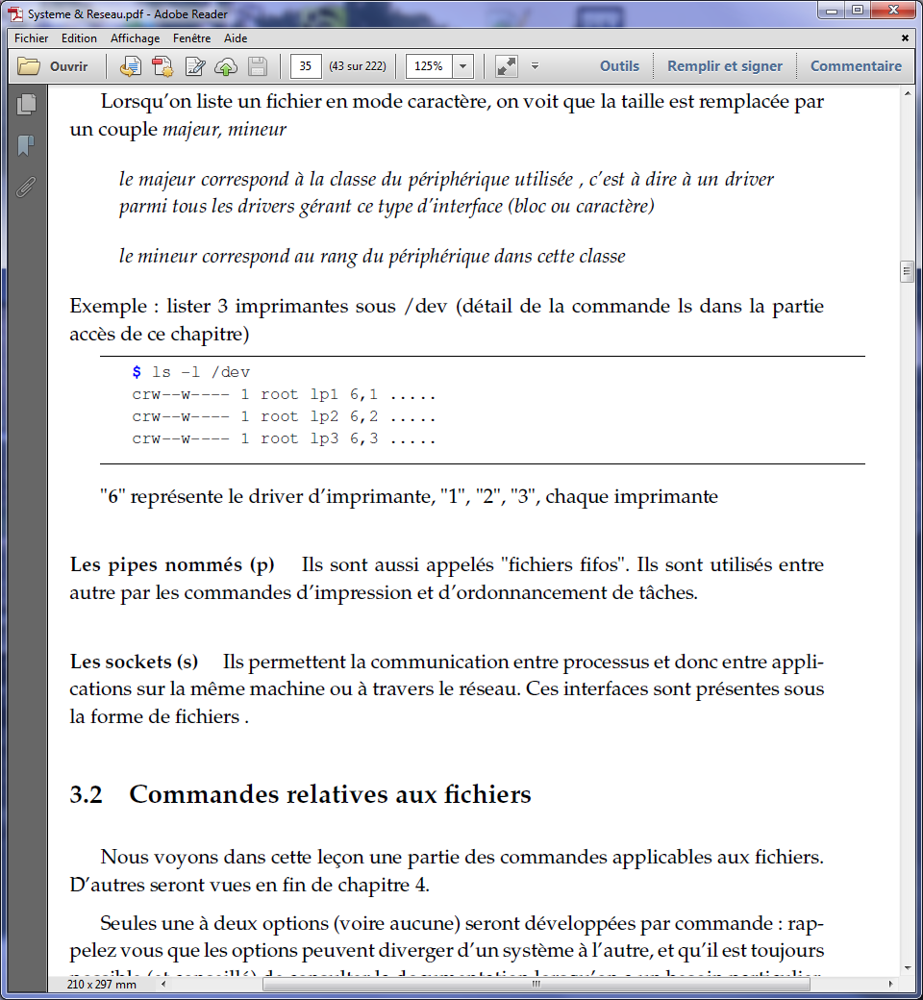 Systeme & Reseau.pdf - Adobe Reader
Fichier Edition Affichage Fenêtre Aide
Ouvrir 35 (43 sur 222) 125% Outils Remplir et signer Commentaire
Lorsqu'on liste un fichier en mode caractère, on voit que la taille est remplacée par
un couple majeur, mineur
le majeur correspond à la classe du périphérique utilisée , c'est à dire à un driver
parmi tous les drivers gérant ce type d'interface (bloc ou caractère)
le mineur correspond au rang du périphérique dans cette classe
Exemple : lister 3 imprimantes sous /dev (détail de la commande ls dans la partie
accès de ce chapitre)
$ ls -l /dev
crw--w---- 1 root lp1 6,1 .....
crw--w---- 1 root lp2 6,2 .....
crw--w---- 1 root lp3 6,3 .....
"6" représente le driver d'imprimante, "1", "2", "3", chaque imprimante
Les pipes nommés (p) Ils sont aussi appelés "fichiers fifos". Ils sont utilisés entre
autre par les commandes d'impression et d'ordonnancement de tâches.
Les sockets (s) Ils permettent la communication entre processus et donc entre appli-
cations sur la même machine ou à travers le réseau. Ces interfaces sont présentes sous
la forme de fichiers .
3.2 Commandes relatives aux fichiers
Nous voyons dans cette leçon une partie des commandes applicables aux fichiers.
D'autres seront vues en fin de chapitre 4.
Seules une à deux options (voire aucune) seront développées par commande : rap-
pelez vous que les options peuvent diverger d'un système à l'autre, et qu'il est toujours
possible (et conseillé) de consulter la documentation lorsqu'on a un besoin particulier.
210 x 297 mm